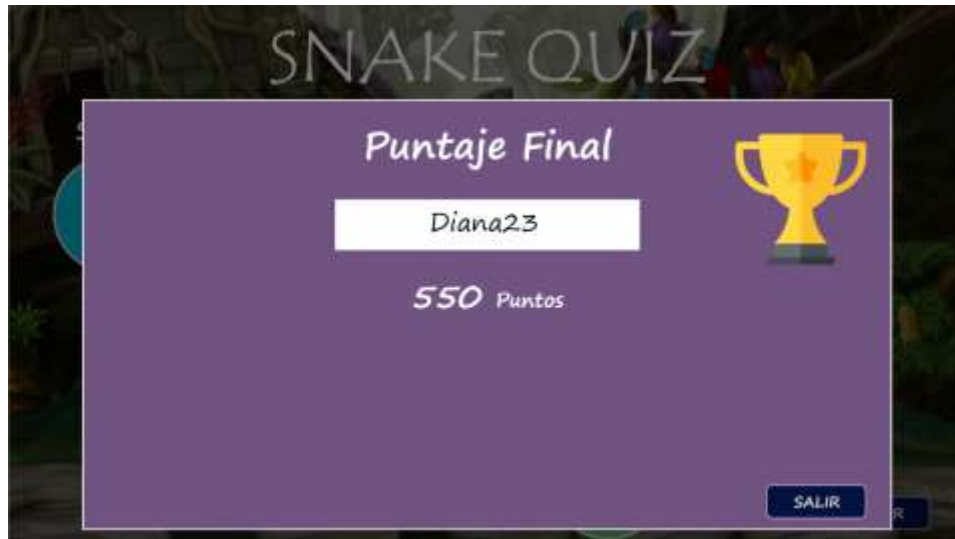 SNAKE QUIZ
Puntaje Final
Diana23
550 Puntos
SALIR